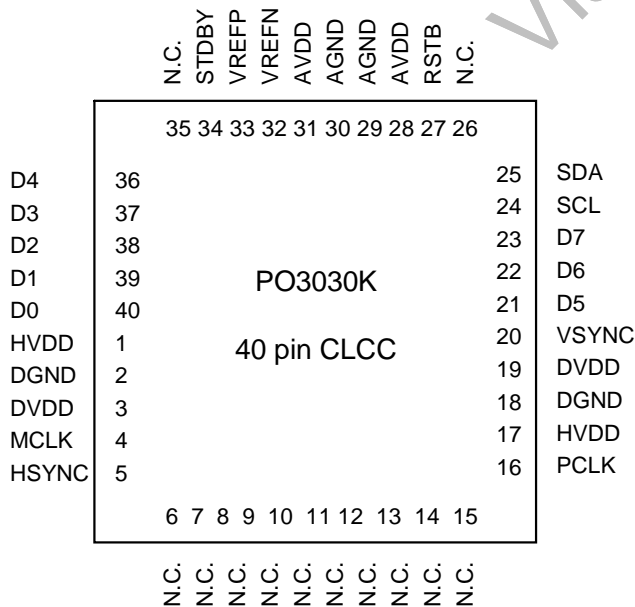 N.C. STDBY VREFP VREFN AVDD AGND AGND AVDD RSTB N.C.
35 34 33 32 31 30 29 28 27 26
D4 36 25 SDA
D3 37 24 SCL
D2 38 23 D7
D1 39 22 D6
D0 40 21 D5
PO3030K
HVDD 1 20 VSYNC
40 pin CLCC
DGND 2 19 DVDD
DVDD 3 18 DGND
MCLK 4 17 HVDD
HSYNC 5 16 PCLK
6 7 8 9 10 11 12 13 14 15
N.C. N.C. N.C. N.C. N.C. N.C. N.C. N.C. N.C. N.C.